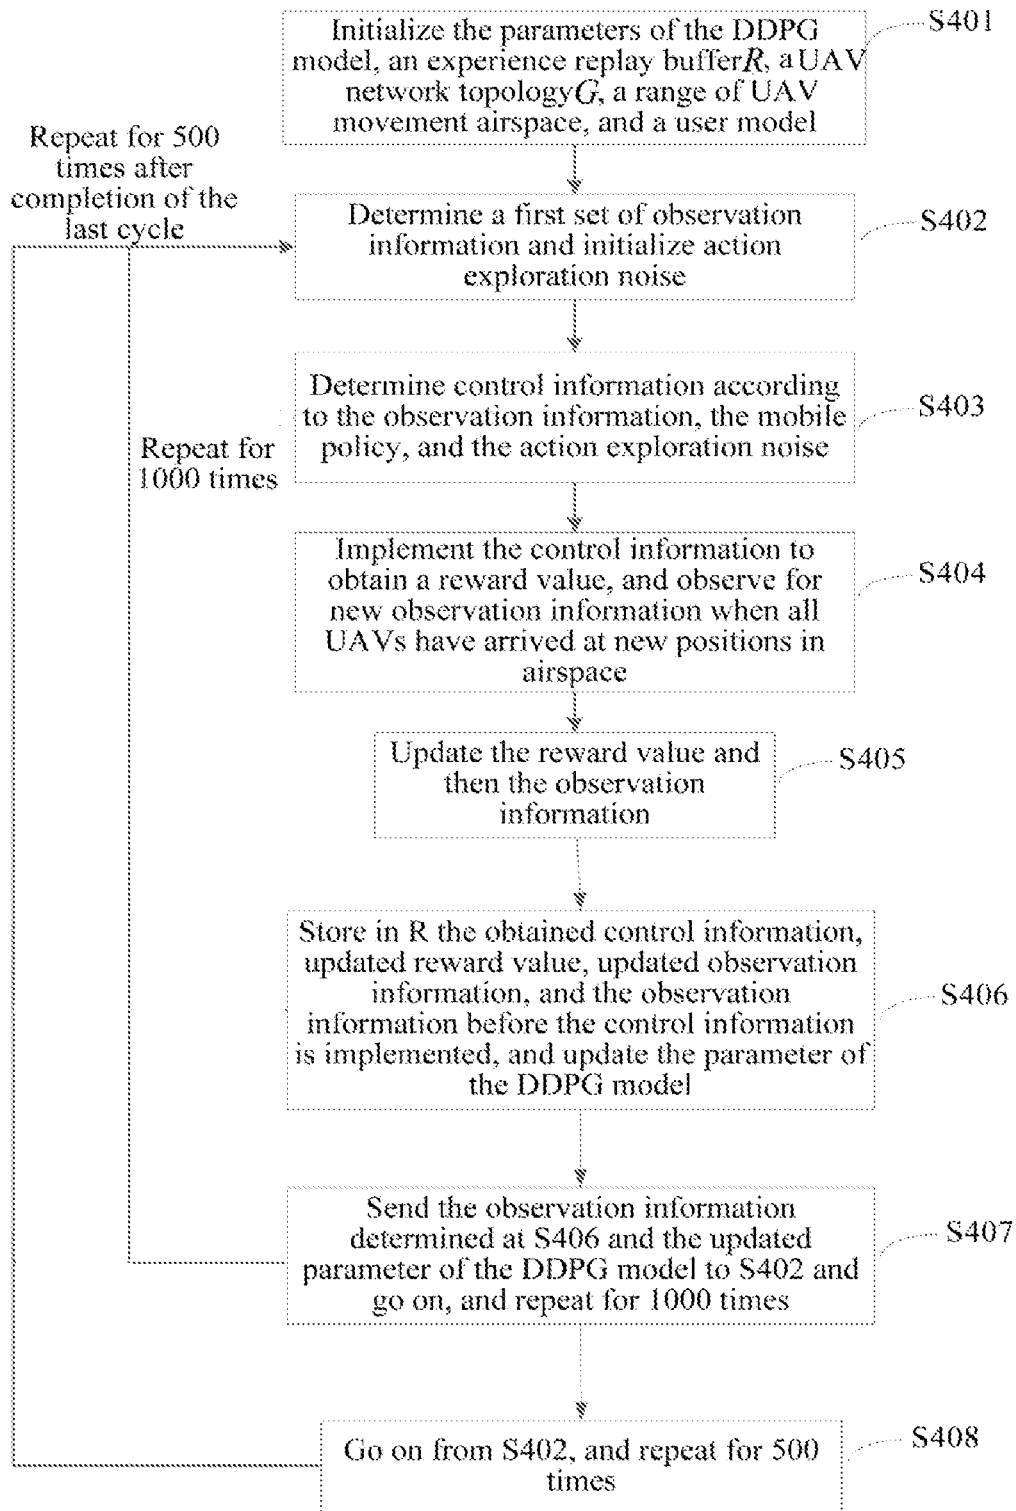 Initialize the parameters of the DDPG
model, an experience replay buffer R, a UAV
network topology G, a range of UAV
movement airspace, and a user model
S401
Repeat for 500
times after
completion of the
last cycle
Determine a first set of observation
information and initialize action
exploration noise
S402
Determine control information according
to the observation information, the mobile
policy, and the action exploration noise
S403
Repeat for
1000 times
Implement the control information to
obtain a reward value, and observe for
new observation information when all
UAVs have arrived at new positions in
airspace
S404
Update the reward value and
then the observation
information
S405
Store in R the obtained control information,
updated reward value, updated observation
information, and the observation
information before the control information
is implemented, and update the parameter of
the DDPG model
S406
Send the observation information
determined at S406 and the updated
parameter of the DDPG model to S402 and
go on, and repeat for 1000 times
S407
Go on from S402, and repeat for 500
times
S408